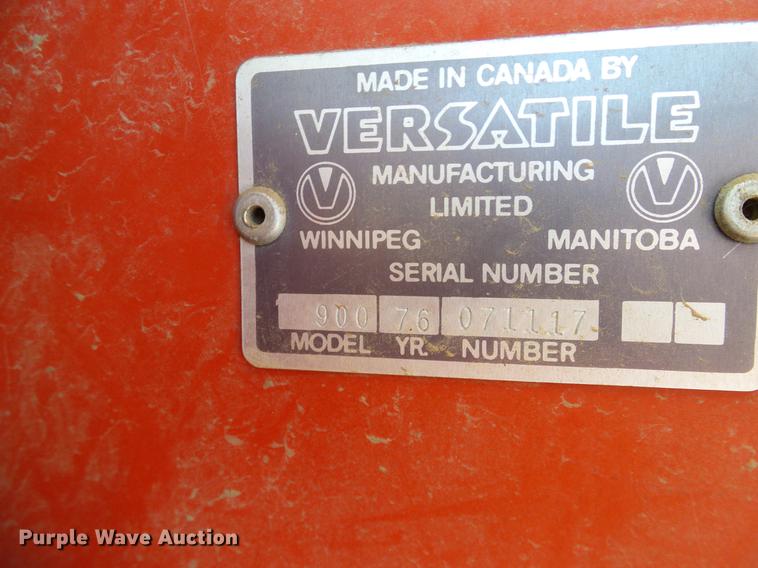 MADE IN CANADA BY
VERSATILE
MANUFACTURING
LIMITED
WINNIPEG MANITOBA
SERIAL NUMBER
900 76 071117
MODEL YR. NUMBER
Purple Wave Auction